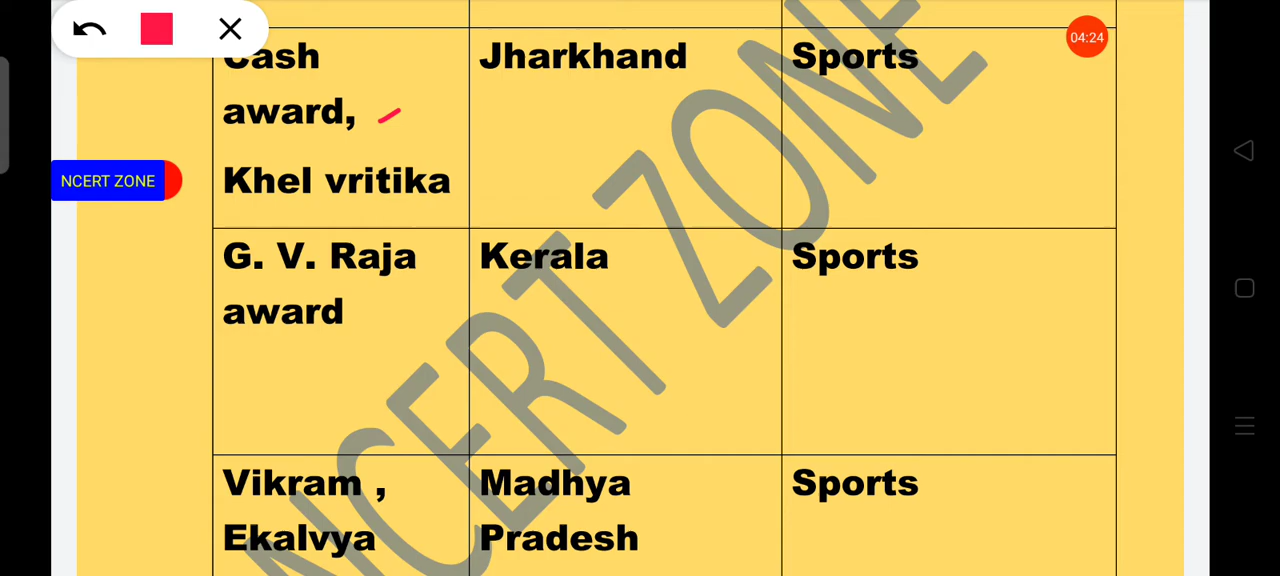 04:24
Cash Jharkhand Sports
award,
NCERT ZONE
Khel vritika
G. V. Raja Kerala Sports
award
Vikram , Madhya Sports
Ekalvya Pradesh
NCERT ZONE